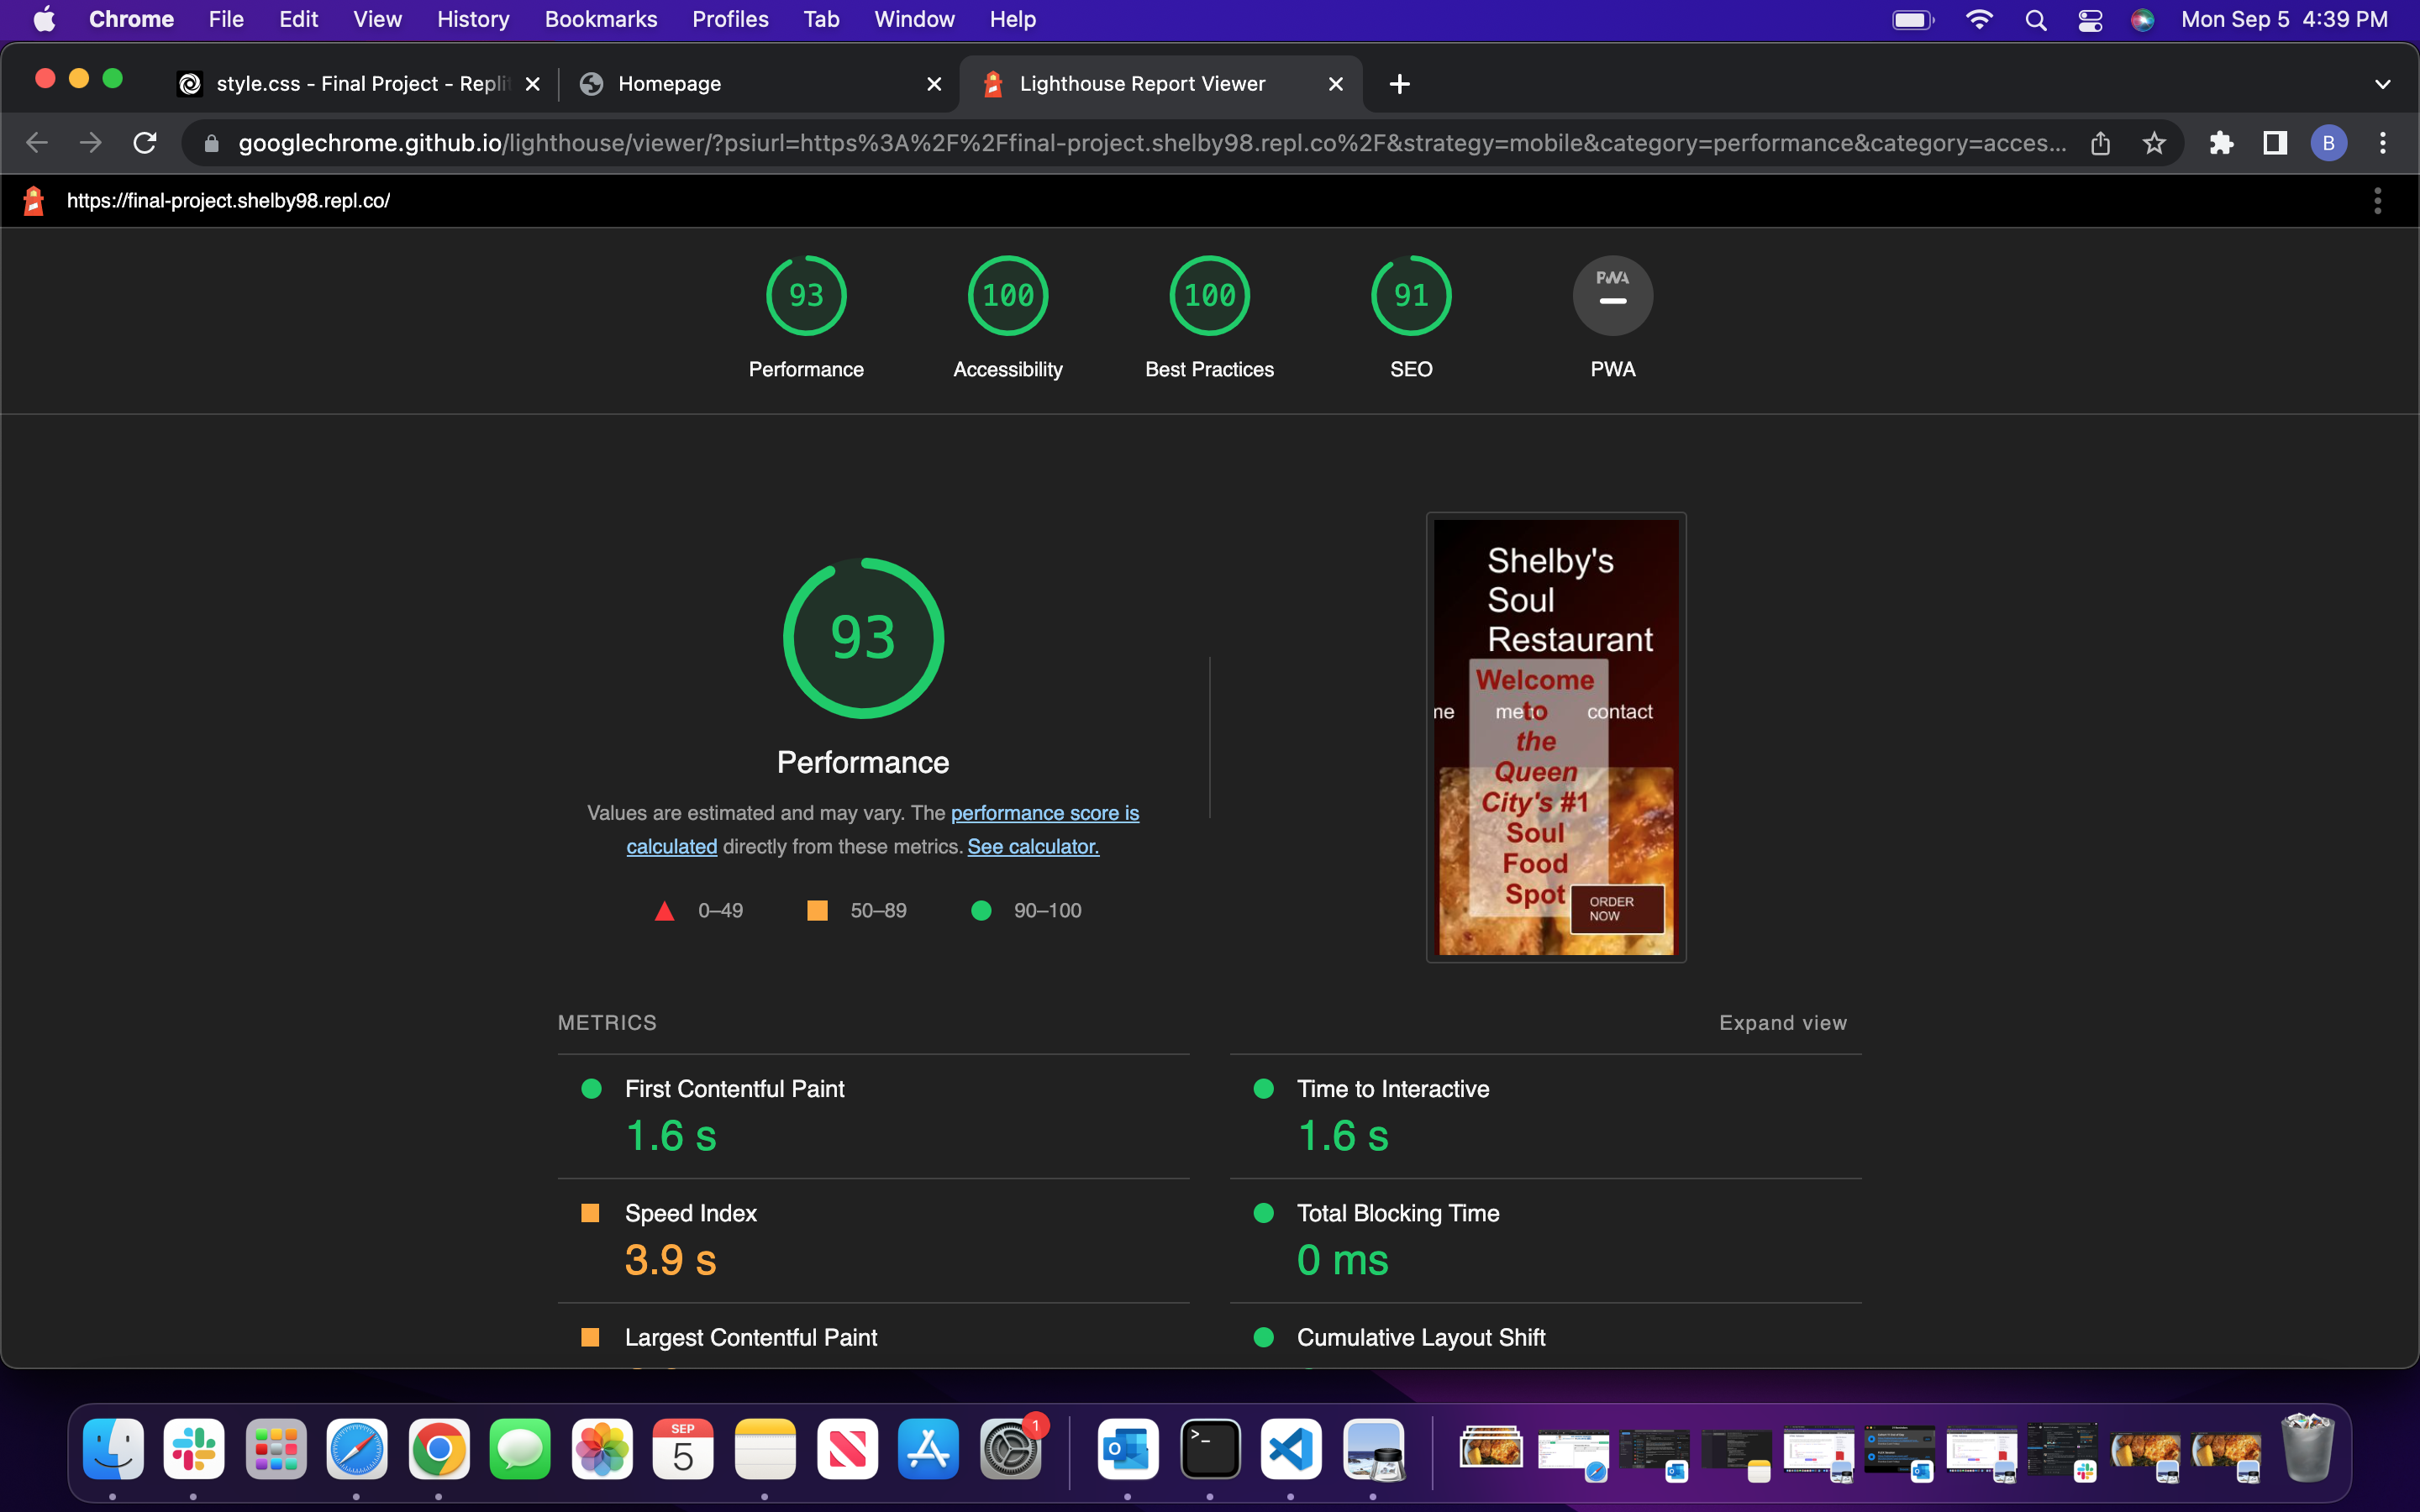 Chrome File Edit View History Bookmarks Profiles Tab Window Help Mon Sep 5 4:39 PM
style.css - Final Project - Replit Homepage Lighthouse Report Viewer
googlechrome.github.io/lighthouse/viewer/?psiurl=https%3A%2F%2Ffinal-project.shelby98.repl.co%2F&strategy=mobile&category=performance&category=acces... B
https://final-project.shelby98.repl.co/
93 100 100 91 PWA
Performance Accessibility Best Practices SEO PWA
93
Performance
Values are estimated and may vary. The performance score is
calculated directly from these metrics. See calculator.
0–49 50–89 90–100
Shelby's
Soul
Restaurant
Welcome
to
contact
the
Queen
City's #1
Soul
Food
Spot
ORDER
NOW
METRICS
Expand view
First Contentful Paint
1.6 s
Time to Interactive
1.6 s
Speed Index
3.9 s
Total Blocking Time
0 ms
Largest Contentful Paint
Cumulative Layout Shift
SEP
5
1